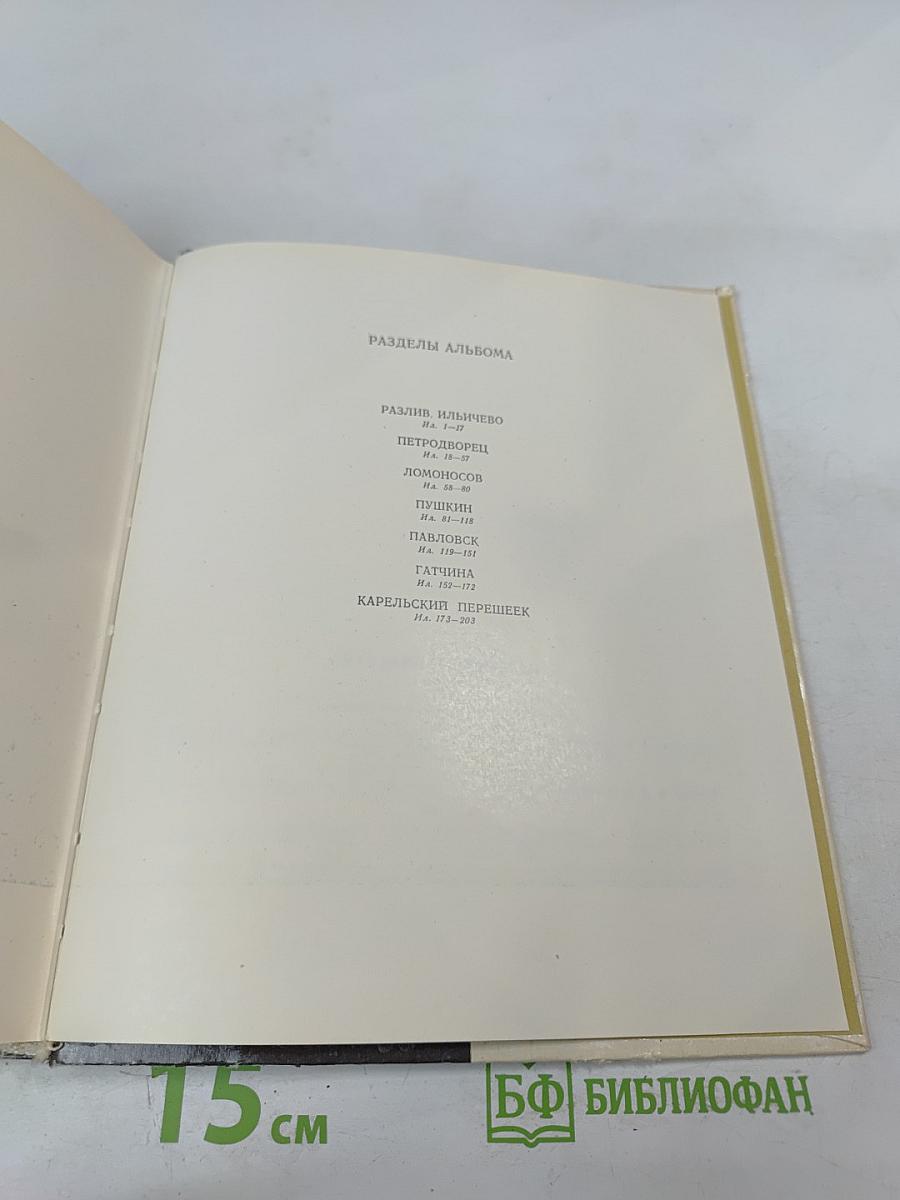 РАЗДЕЛЫ АЛЬБОМА
РАЗЛИВ, ИЛЬИЧЕВО
Ил. 1—17
ПЕТРОДВОРЕЦ
Ил. 18—57
ЛОМОНОСОВ
Ил. 58—80
ПУШКИН
Ил. 81—118
ПАВЛОВСК
Ил. 119—151
ГАТЧИНА
Ил. 152—172
КАРЕЛЬСКИЙ ПЕРЕШЕЕК
Ил. 173—203
15 см
БФ БИБЛИОФАН